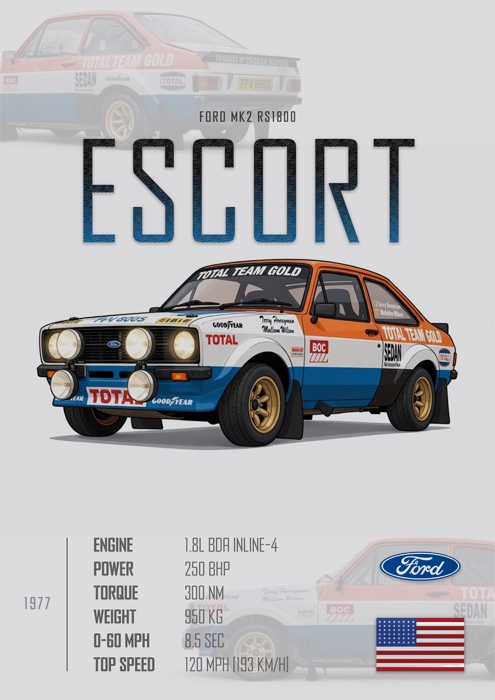 TOTAL TEAM GOLD
BOC
SEDAN
TOTAL
FORD MK2 RS1800
ESCORT
TOTAL TEAM GOLD
GOODYEAR
TOTAL
BOC
TOTAL TEAM GOLD
SEDAN
Ford
TOTAL
GOODYEAR
1977
ENGINE 1.8L BDA INLINE-4
POWER 250 BHP
TORQUE 300 NM
WEIGHT 950 KG
0-60 MPH 8.5 SEC
TOP SPEED 120 MPH (193 KM/H)
Ford
BOC
SEDAN